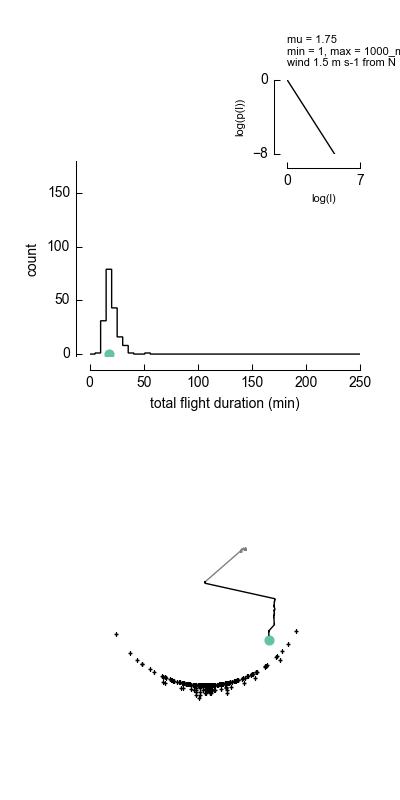 mu = 1.75
min = 1, max = 1000_m
wind 1.5 m s-1 from N
log(p(l))
0
−8
0 7
log(l)
count
150
100
50
0
0 50 100 150 200 250
total flight duration (min)